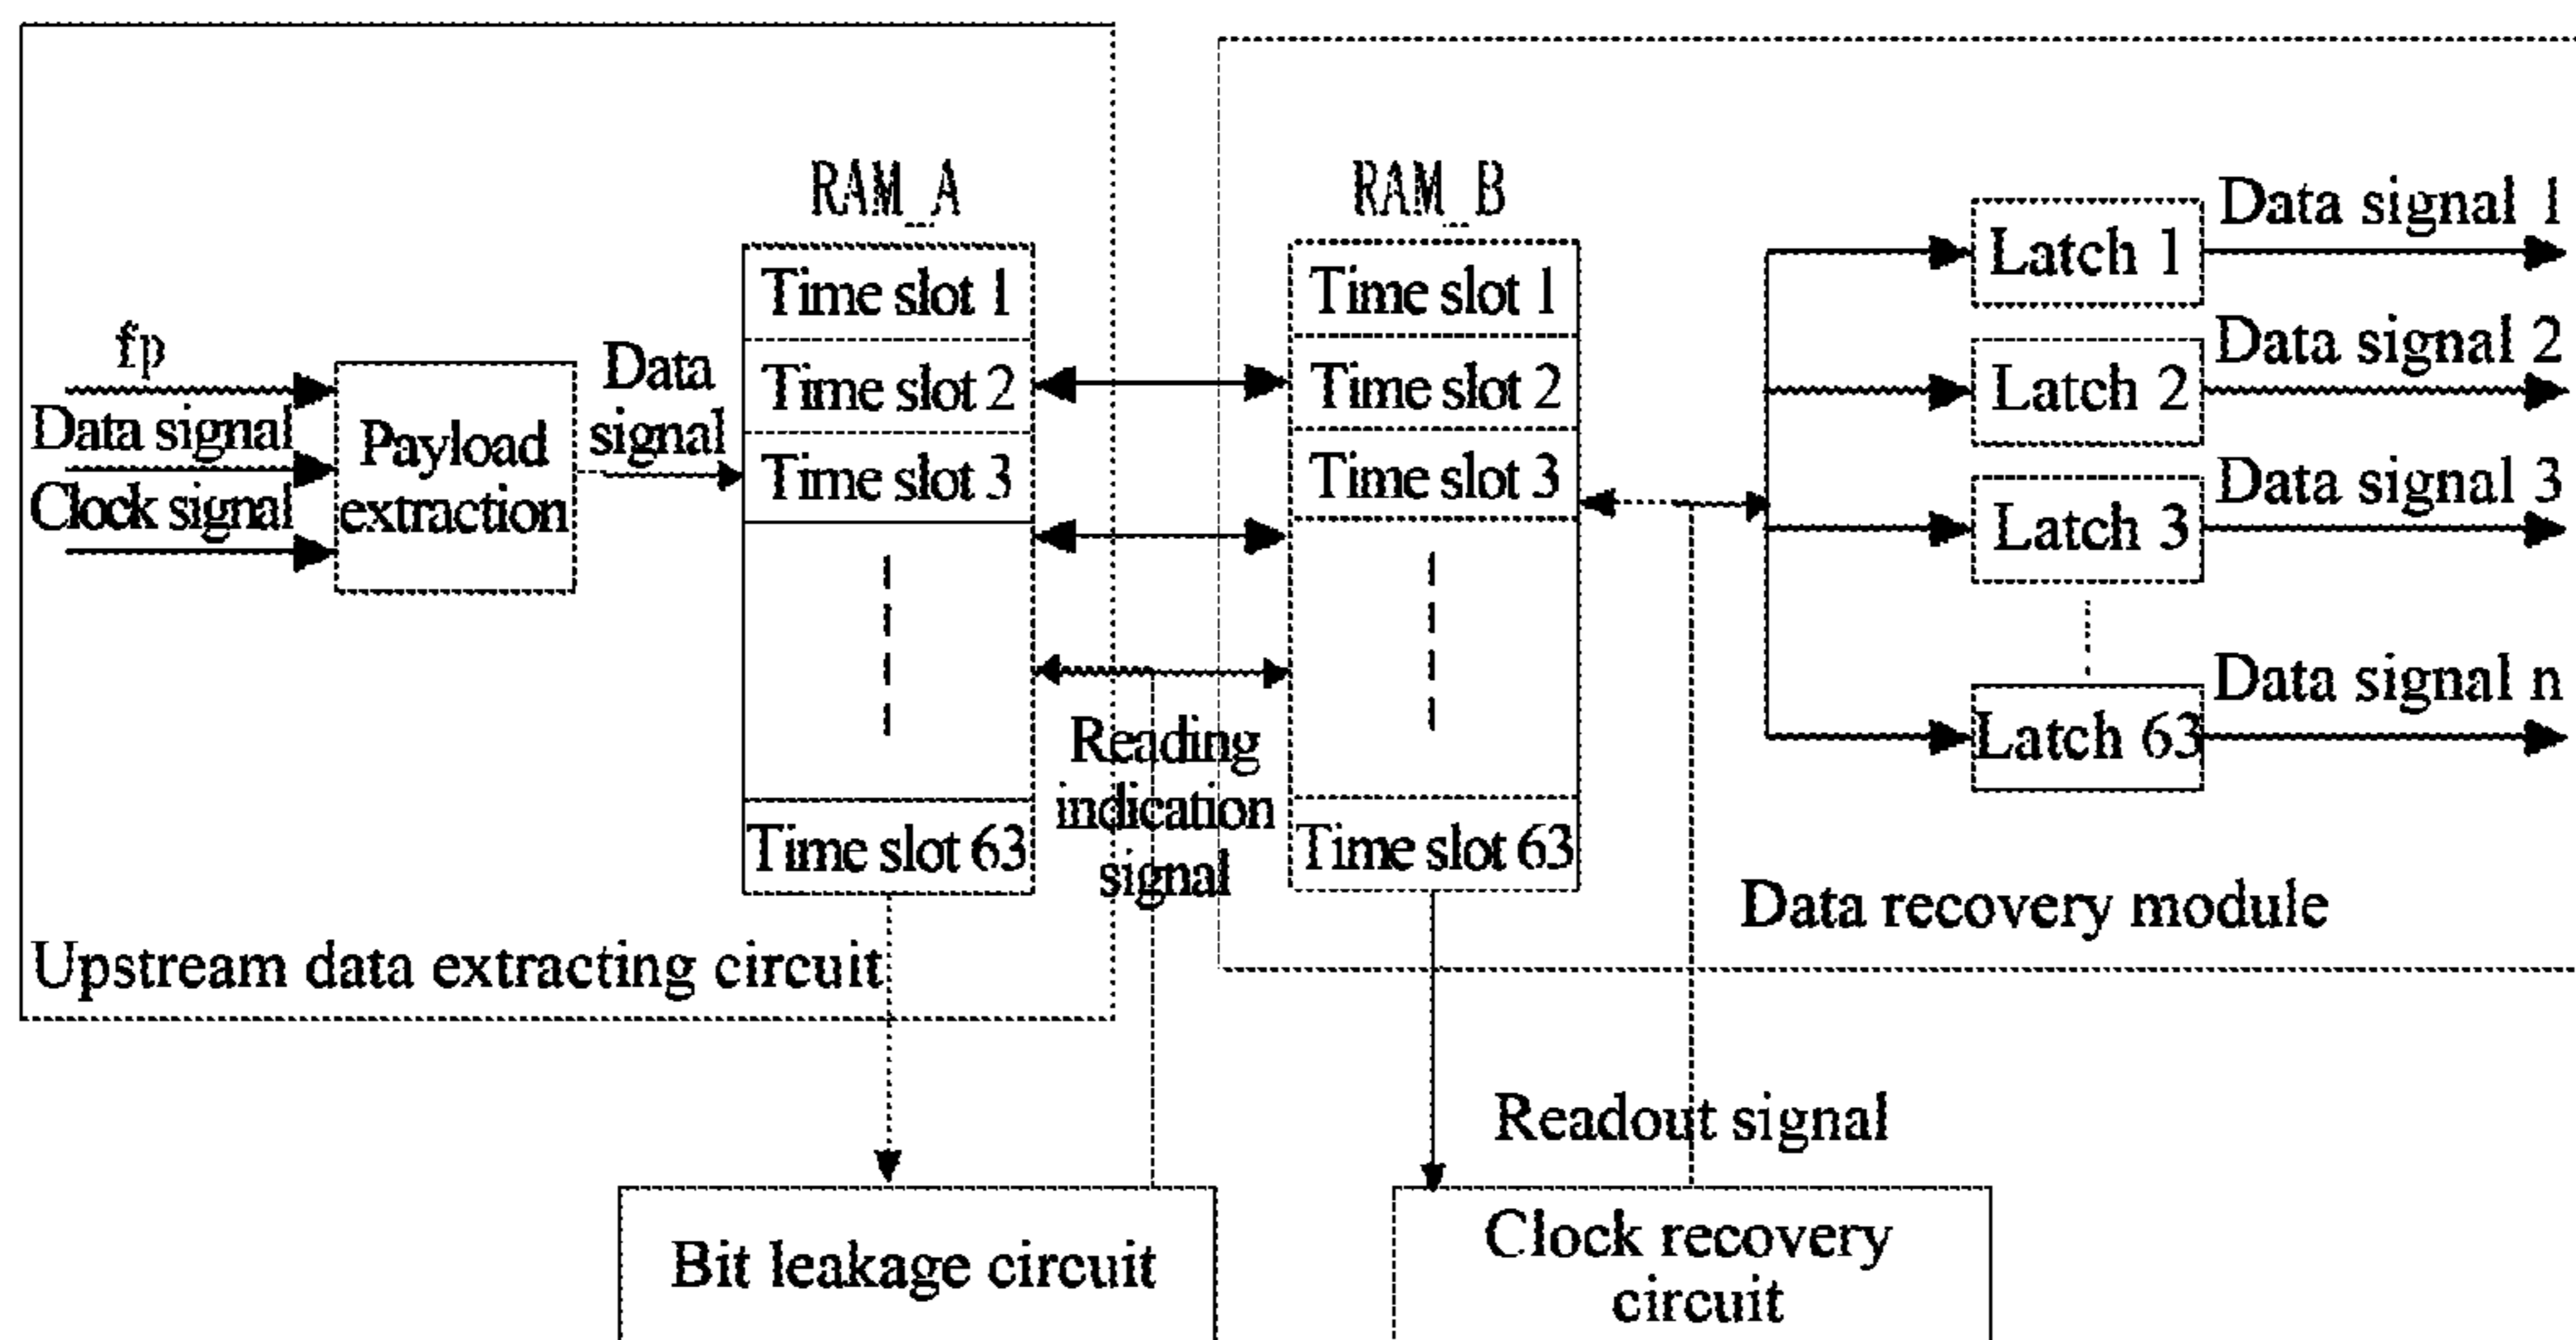 RAM_A
RAM_B
fp
Data signal
Clock signal
Payload
extraction
Data
signal
Time slot 1
Time slot 2
Time slot 3
Time slot 63
Reading
indication
signal
Time slot 1
Time slot 2
Time slot 3
Time slot 63
Latch 1
Latch 2
Latch 3
Latch 63
Data signal 1
Data signal 2
Data signal 3
Data signal n
Upstream data extracting circuit
Data recovery module
Readout signal
Bit leakage circuit
Clock recovery
circuit